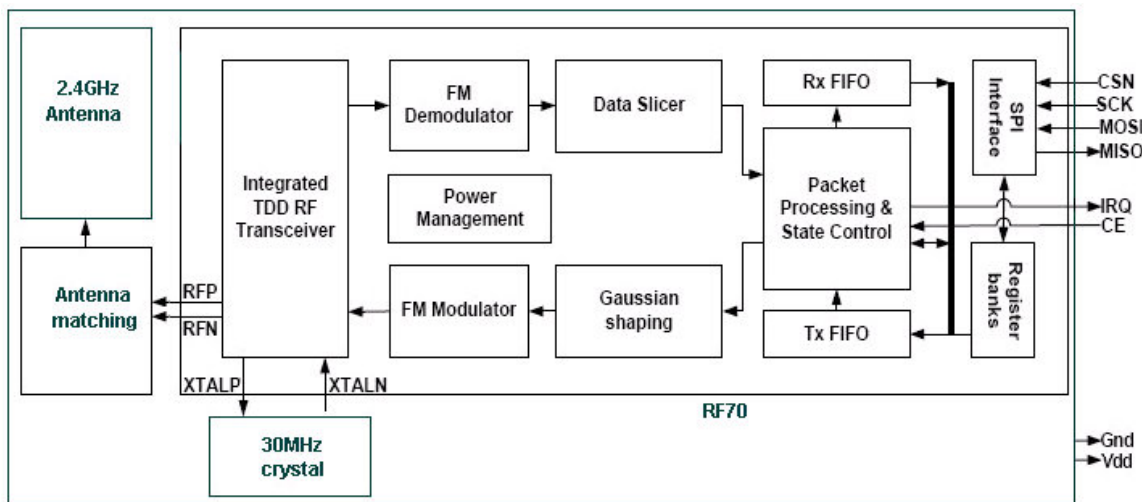 2.4GHz
Antenna
Antenna
matching
RFP
RFN
XTALP
XTALN
30MHz
crystal
Integrated
TDD RF
Transceiver
FM
Demodulator
Data Slicer
Power
Management
FM Modulator
Gaussian
shaping
Rx FIFO
Packet
Processing &
State Control
Tx FIFO
SPI
Interface
Register
banks
CSN
SCK
MOSI
MISO
IRQ
CE
RF70
Gnd
Vdd